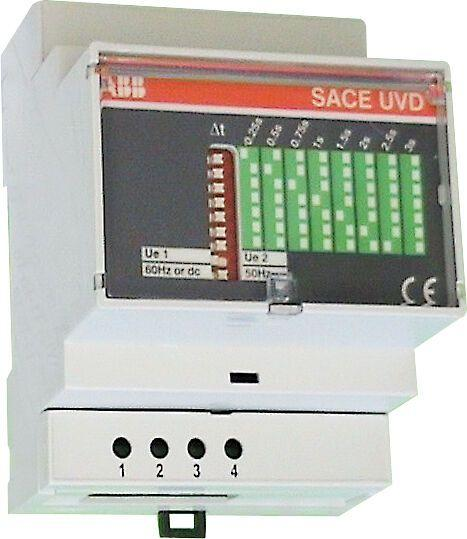 ABB
SACE UVD
Δt 0.25s 0.5s 0.75s 1s 1.5s 2s 2.5s 3s
Ue 1 Ue 2
60Hz or dc 50Hz
CE
1 2 3 4